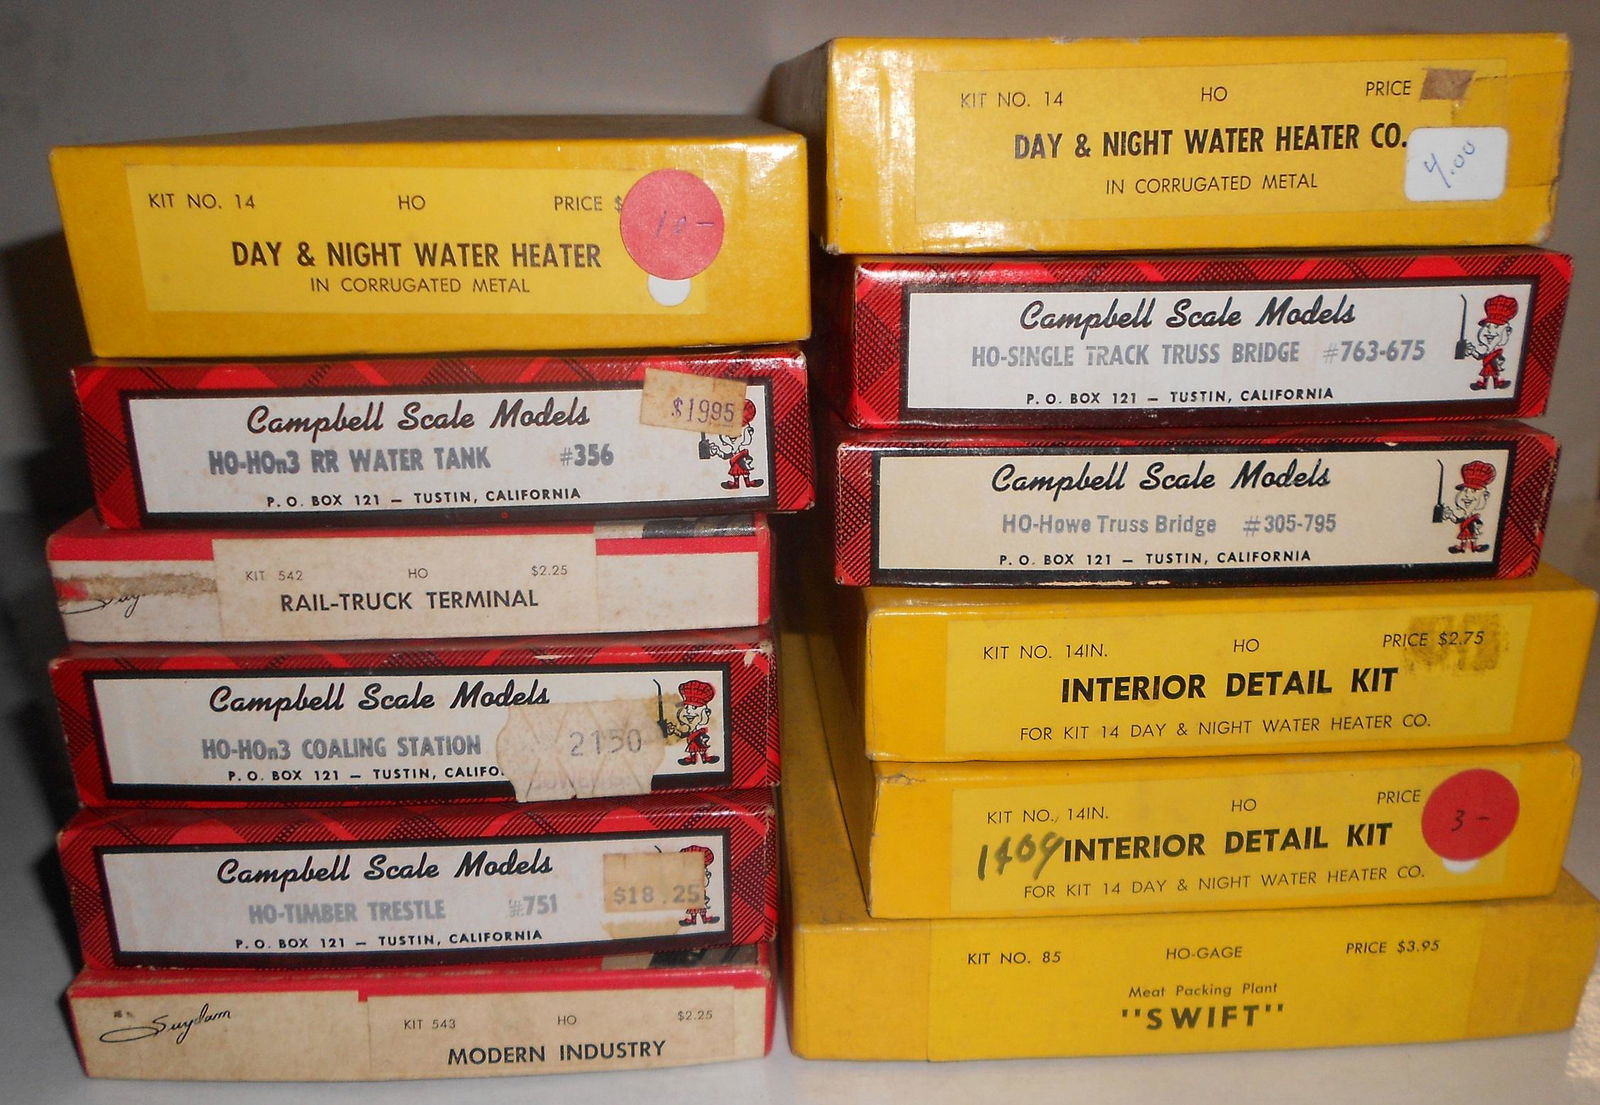 KIT NO. 14 HO PRICE $
10-
DAY & NIGHT WATER HEATER
IN CORRUGATED METAL
Campbell Scale Models
$1995
HO-HOn3 RR WATER TANK #356
P. O. BOX 121 — TUSTIN, CALIFORNIA
KIT 542 HO $2.25
RAIL-TRUCK TERMINAL
Campbell Scale Models
HO-HOn3 COALING STATION
2150
P. O. BOX 121 — TUSTIN, CALIFO
Campbell Scale Models
HO-TIMBER TRESTLE #751
$18.25
P. O. BOX 121 — TUSTIN, CALIFORNIA
Suydam
KIT 543 HO $2.25
MODERN INDUSTRY
KIT NO. 14 HO PRICE
DAY & NIGHT WATER HEATER CO.
4.00
IN CORRUGATED METAL
Campbell Scale Models
HO-SINGLE TRACK TRUSS BRIDGE #763-675
P. O. BOX 121 — TUSTIN, CALIFORNIA
Campbell Scale Models
HO-Howe Truss Bridge #305-795
P. O. BOX 121 — TUSTIN, CALIFORNIA
KIT NO. 14IN. HO PRICE $2.75
INTERIOR DETAIL KIT
FOR KIT 14 DAY & NIGHT WATER HEATER CO.
KIT NO. 14IN. HO PRICE
3-
INTERIOR DETAIL KIT
FOR KIT 14 DAY & NIGHT WATER HEATER CO.
KIT NO. 85 HO-GAGE PRICE $3.95
Meat Packing Plant
"SWIFT"